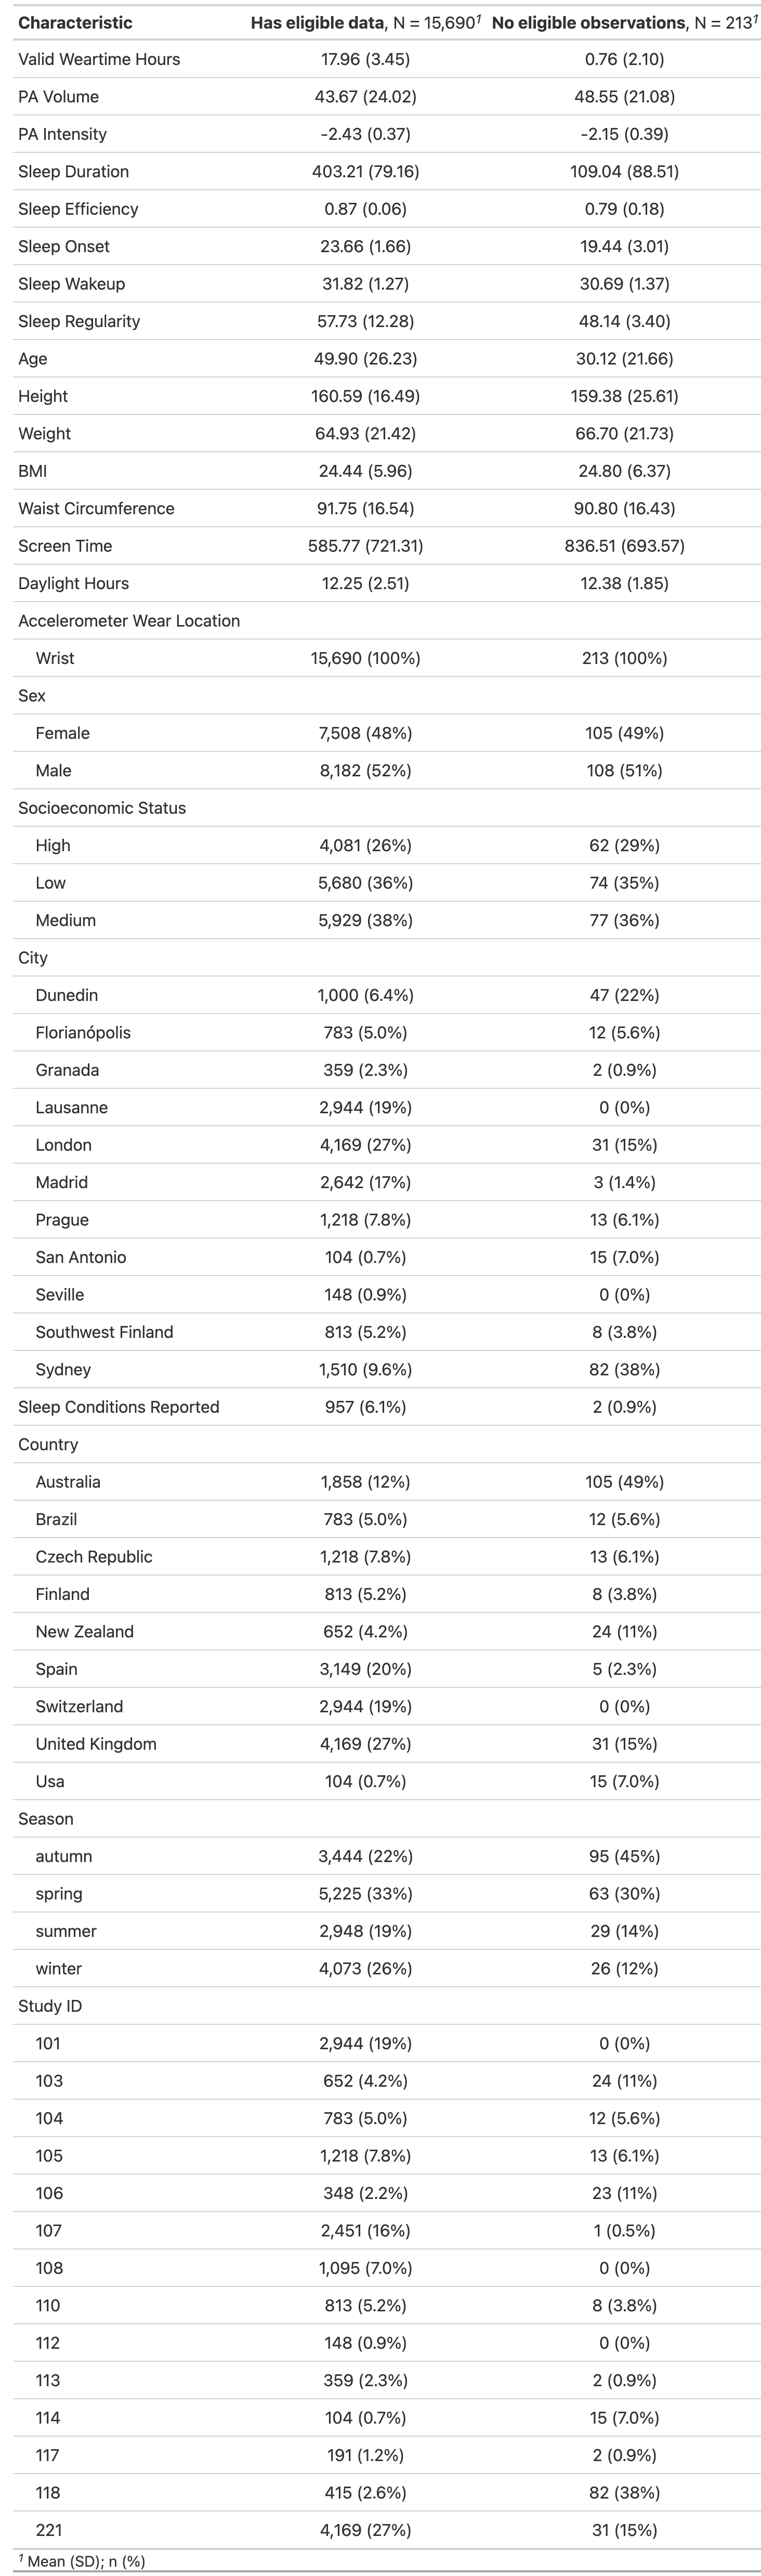 Characteristic Has eligible data, N = 15,690¹ No eligible observations, N = 213¹
Valid Weartime Hours 17.96 (3.45) 0.76 (2.10)
PA Volume 43.67 (24.02) 48.55 (21.08)
PA Intensity -2.43 (0.37) -2.15 (0.39)
Sleep Duration 403.21 (79.16) 109.04 (88.51)
Sleep Efficiency 0.87 (0.06) 0.79 (0.18)
Sleep Onset 23.66 (1.66) 19.44 (3.01)
Sleep Wakeup 31.82 (1.27) 30.69 (1.37)
Sleep Regularity 57.73 (12.28) 48.14 (3.40)
Age 49.90 (26.23) 30.12 (21.66)
Height 160.59 (16.49) 159.38 (25.61)
Weight 64.93 (21.42) 66.70 (21.73)
BMI 24.44 (5.96) 24.80 (6.37)
Waist Circumference 91.75 (16.54) 90.80 (16.43)
Screen Time 585.77 (721.31) 836.51 (693.57)
Daylight Hours 12.25 (2.51) 12.38 (1.85)
Accelerometer Wear Location
Wrist 15,690 (100%) 213 (100%)
Sex
Female 7,508 (48%) 105 (49%)
Male 8,182 (52%) 108 (51%)
Socioeconomic Status
High 4,081 (26%) 62 (29%)
Low 5,680 (36%) 74 (35%)
Medium 5,929 (38%) 77 (36%)
City
Dunedin 1,000 (6.4%) 47 (22%)
Florianópolis 783 (5.0%) 12 (5.6%)
Granada 359 (2.3%) 2 (0.9%)
Lausanne 2,944 (19%) 0 (0%)
London 4,169 (27%) 31 (15%)
Madrid 2,642 (17%) 3 (1.4%)
Prague 1,218 (7.8%) 13 (6.1%)
San Antonio 104 (0.7%) 15 (7.0%)
Seville 148 (0.9%) 0 (0%)
Southwest Finland 813 (5.2%) 8 (3.8%)
Sydney 1,510 (9.6%) 82 (38%)
Sleep Conditions Reported 957 (6.1%) 2 (0.9%)
Country
Australia 1,858 (12%) 105 (49%)
Brazil 783 (5.0%) 12 (5.6%)
Czech Republic 1,218 (7.8%) 13 (6.1%)
Finland 813 (5.2%) 8 (3.8%)
New Zealand 652 (4.2%) 24 (11%)
Spain 3,149 (20%) 5 (2.3%)
Switzerland 2,944 (19%) 0 (0%)
United Kingdom 4,169 (27%) 31 (15%)
Usa 104 (0.7%) 15 (7.0%)
Season
autumn 3,444 (22%) 95 (45%)
spring 5,225 (33%) 63 (30%)
summer 2,948 (19%) 29 (14%)
winter 4,073 (26%) 26 (12%)
Study ID
101 2,944 (19%) 0 (0%)
103 652 (4.2%) 24 (11%)
104 783 (5.0%) 12 (5.6%)
105 1,218 (7.8%) 13 (6.1%)
106 348 (2.2%) 23 (11%)
107 2,451 (16%) 1 (0.5%)
108 1,095 (7.0%) 0 (0%)
110 813 (5.2%) 8 (3.8%)
112 148 (0.9%) 0 (0%)
113 359 (2.3%) 2 (0.9%)
114 104 (0.7%) 15 (7.0%)
117 191 (1.2%) 2 (0.9%)
118 415 (2.6%) 82 (38%)
221 4,169 (27%) 31 (15%)
¹ Mean (SD); n (%)